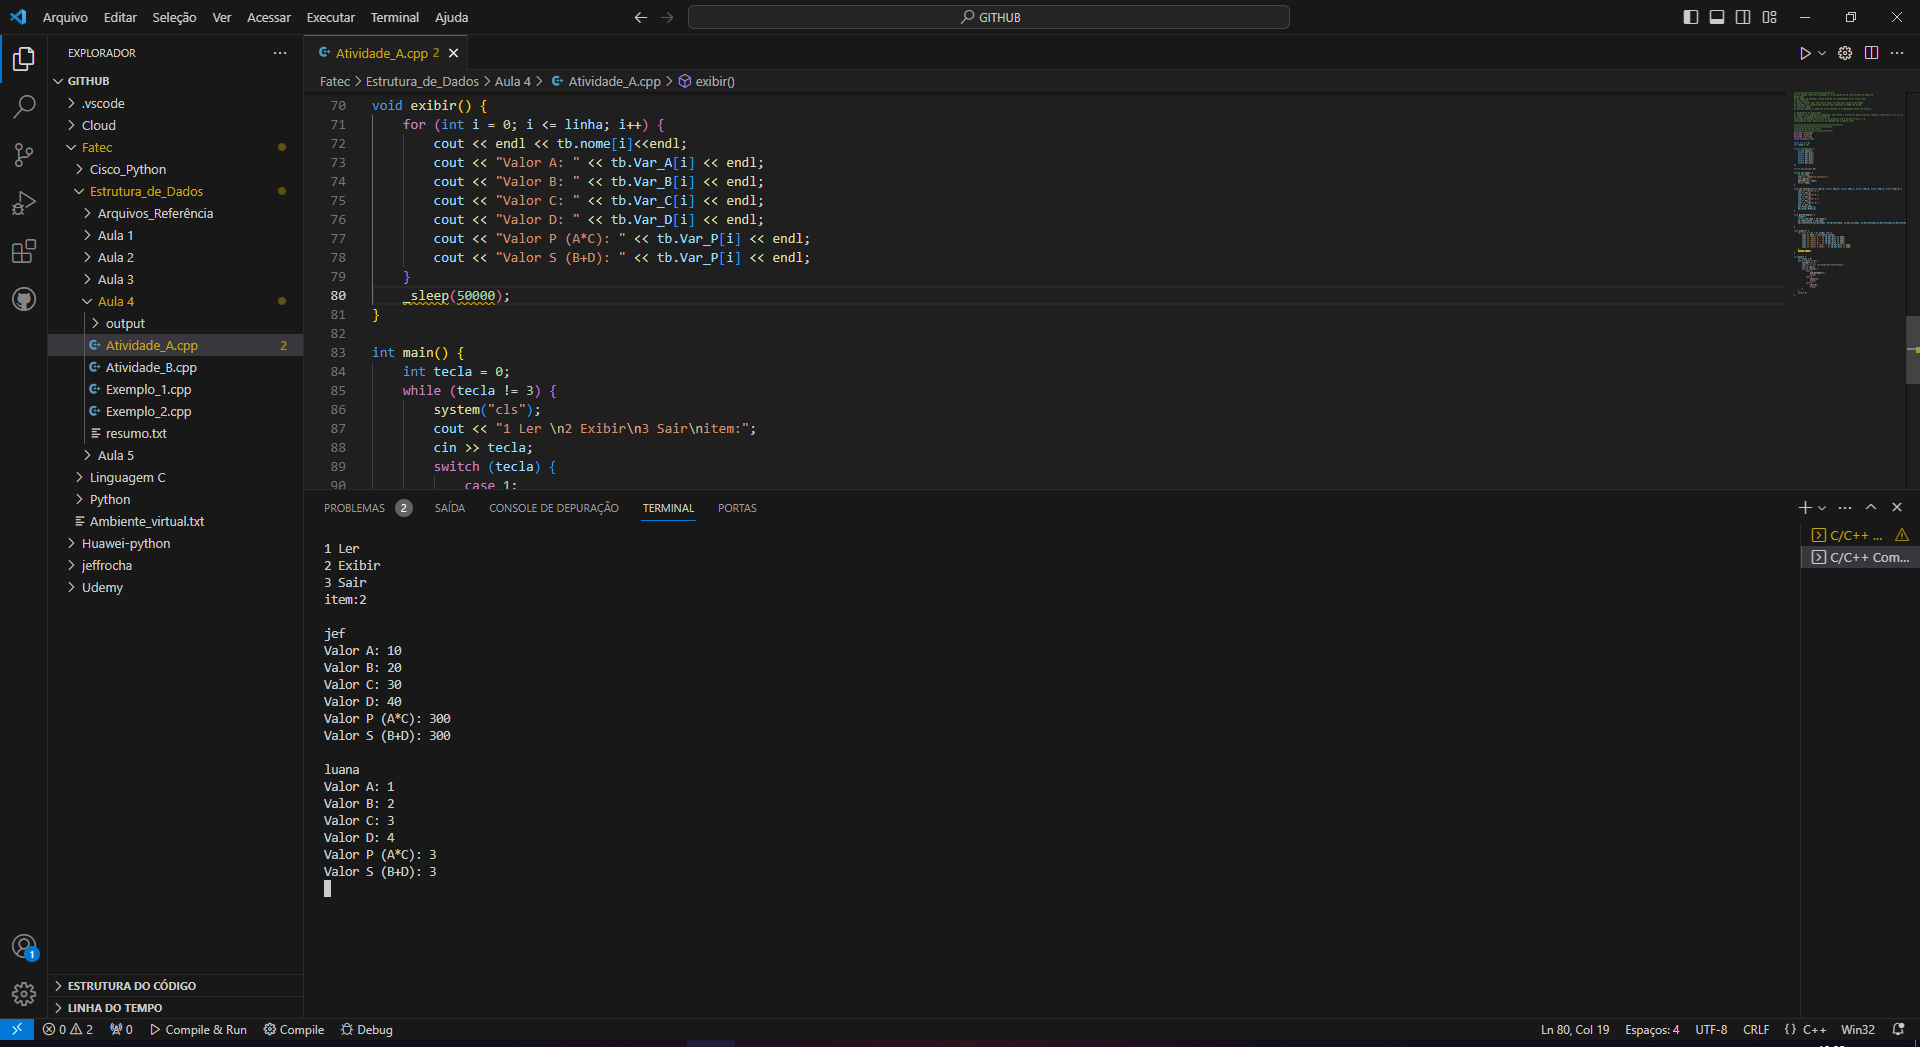 Arquivo Editar Seleção Ver Acessar Executar Terminal Ajuda
GITHUB
EXPLORADOR
GITHUB
.vscode
Cloud
Fatec
Cisco_Python
Estrutura_de_Dados
Arquivos_Referência
Aula 1
Aula 2
Aula 3
Aula 4
output
Atividade_A.cpp 2
Atividade_B.cpp
Exemplo_1.cpp
Exemplo_2.cpp
resumo.txt
Aula 5
Linguagem C
Python
Ambiente_virtual.txt
Huawei-python
jeffrocha
Udemy
ESTRUTURA DO CÓDIGO
LINHA DO TEMPO
1
Atividade_A.cpp 2
Fatec > Estrutura_de_Dados > Aula 4 > Atividade_A.cpp > exibir()
70 void exibir() {
71 for (int i = 0; i <= linha; i++) {
72 cout << endl << tb.nome[i]<<endl;
73 cout << "Valor A: " << tb.Var_A[i] << endl;
74 cout << "Valor B: " << tb.Var_B[i] << endl;
75 cout << "Valor C: " << tb.Var_C[i] << endl;
76 cout << "Valor D: " << tb.Var_D[i] << endl;
77 cout << "Valor P (A*C): " << tb.Var_P[i] << endl;
78 cout << "Valor S (B+D): " << tb.Var_P[i] << endl;
79 }
80 _sleep(50000);
81 }
82
83 int main() {
84 int tecla = 0;
85 while (tecla != 3) {
86 system("cls");
87 cout << "1 Ler \n2 Exibir\n3 Sair\nitem:";
88 cin >> tecla;
89 switch (tecla) {
90 case 1:
PROBLEMAS 2 SAÍDA CONSOLE DE DEPURAÇÃO TERMINAL PORTAS
1 Ler
2 Exibir
3 Sair
item:2
jef
Valor A: 10
Valor B: 20
Valor C: 30
Valor D: 40
Valor P (A*C): 300
Valor S (B+D): 300
luana
Valor A: 1
Valor B: 2
Valor C: 3
Valor D: 4
Valor P (A*C): 3
Valor S (B+D): 3
C/C++ ...
C/C++ Com...
0 2 0 Compile & Run Compile Debug
Ln 80, Col 19 Espaços: 4 UTF-8 CRLF {} C++ Win32